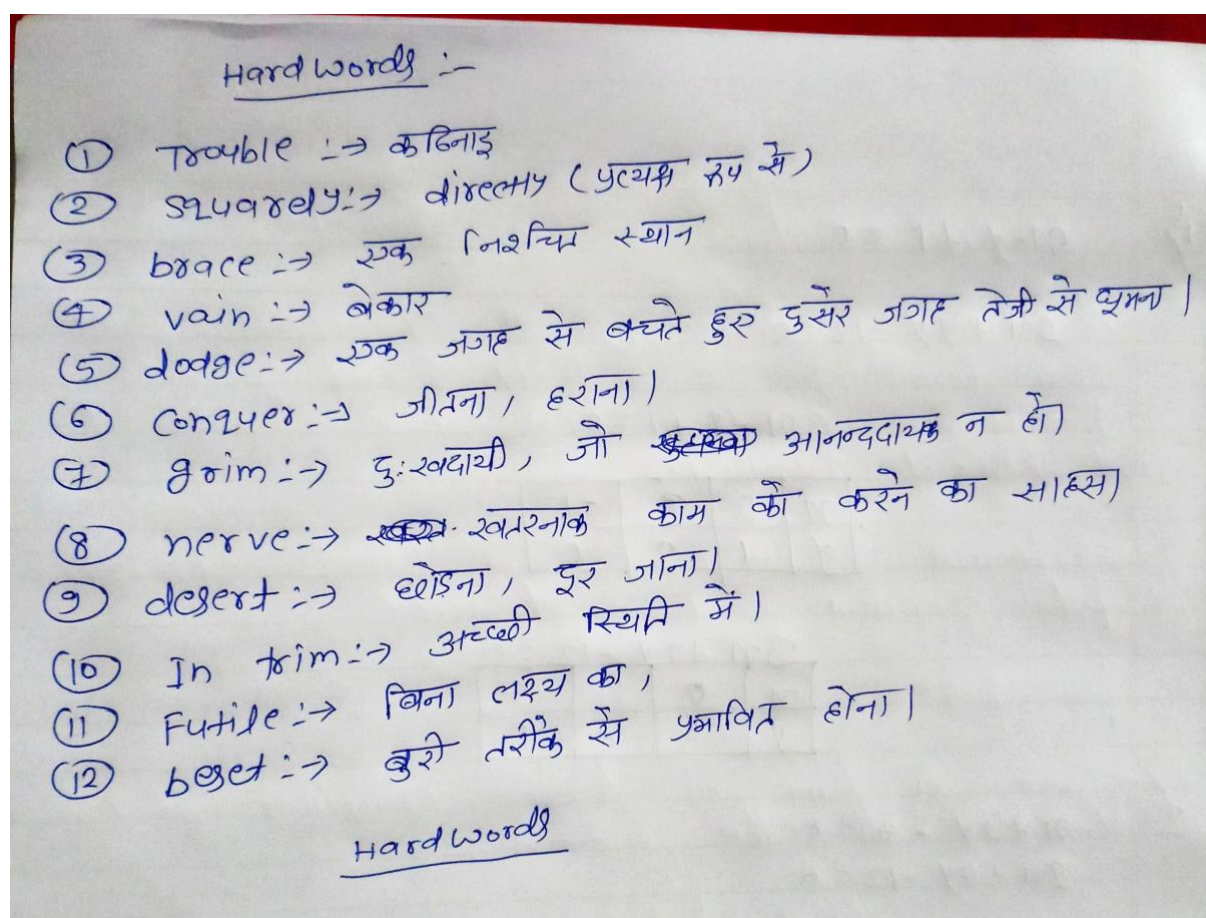 Hard words :-
① Trouble :→ कठिनाइ
② squarely :→ directly (प्रत्यक्ष रूप से)
③ brace :→ एक निश्चित स्थान
④ vain :→ बेकार
⑤ dodge :→ एक जगह से बचते हुए दुसेर जगह तेजी से घूमना।
⑥ conquer :→ जीतना, हराना।
⑦ grim :→ दुःखदायी, जो आनन्ददायक न हो।
⑧ nerve :→ खतरनाक काम को करने का साहस।
⑨ desert :→ छोडना, दूर जाना।
⑩ In trim :→ अच्छी स्थिति में।
⑪ Futile :→ बिना लक्ष्य का,
⑫ beset :→ बुरी तरीके से प्रभावित होना।
Hard words